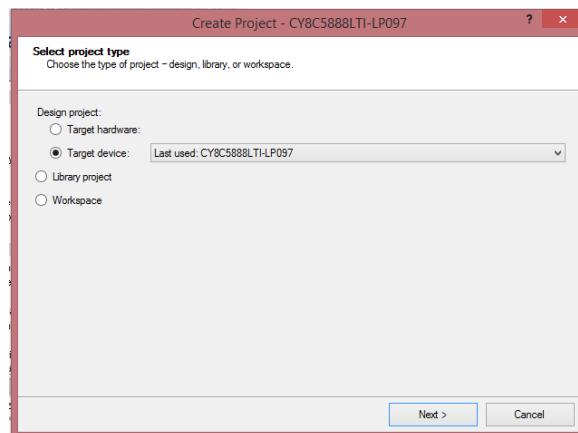 Create Project - CY8C5888LTI-LP097
?
Select project type
Choose the type of project – design, library, or workspace.
Design project:
Target hardware:
Target device: Last used: CY8C5888LTI-LP097
Library project
Workspace
Next >
Cancel